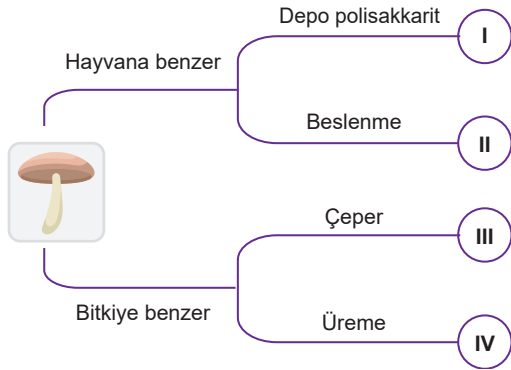 Depo polisakkarit
I
Hayvana benzer
Beslenme
II
Çeper
III
Bitkiye benzer
Üreme
IV